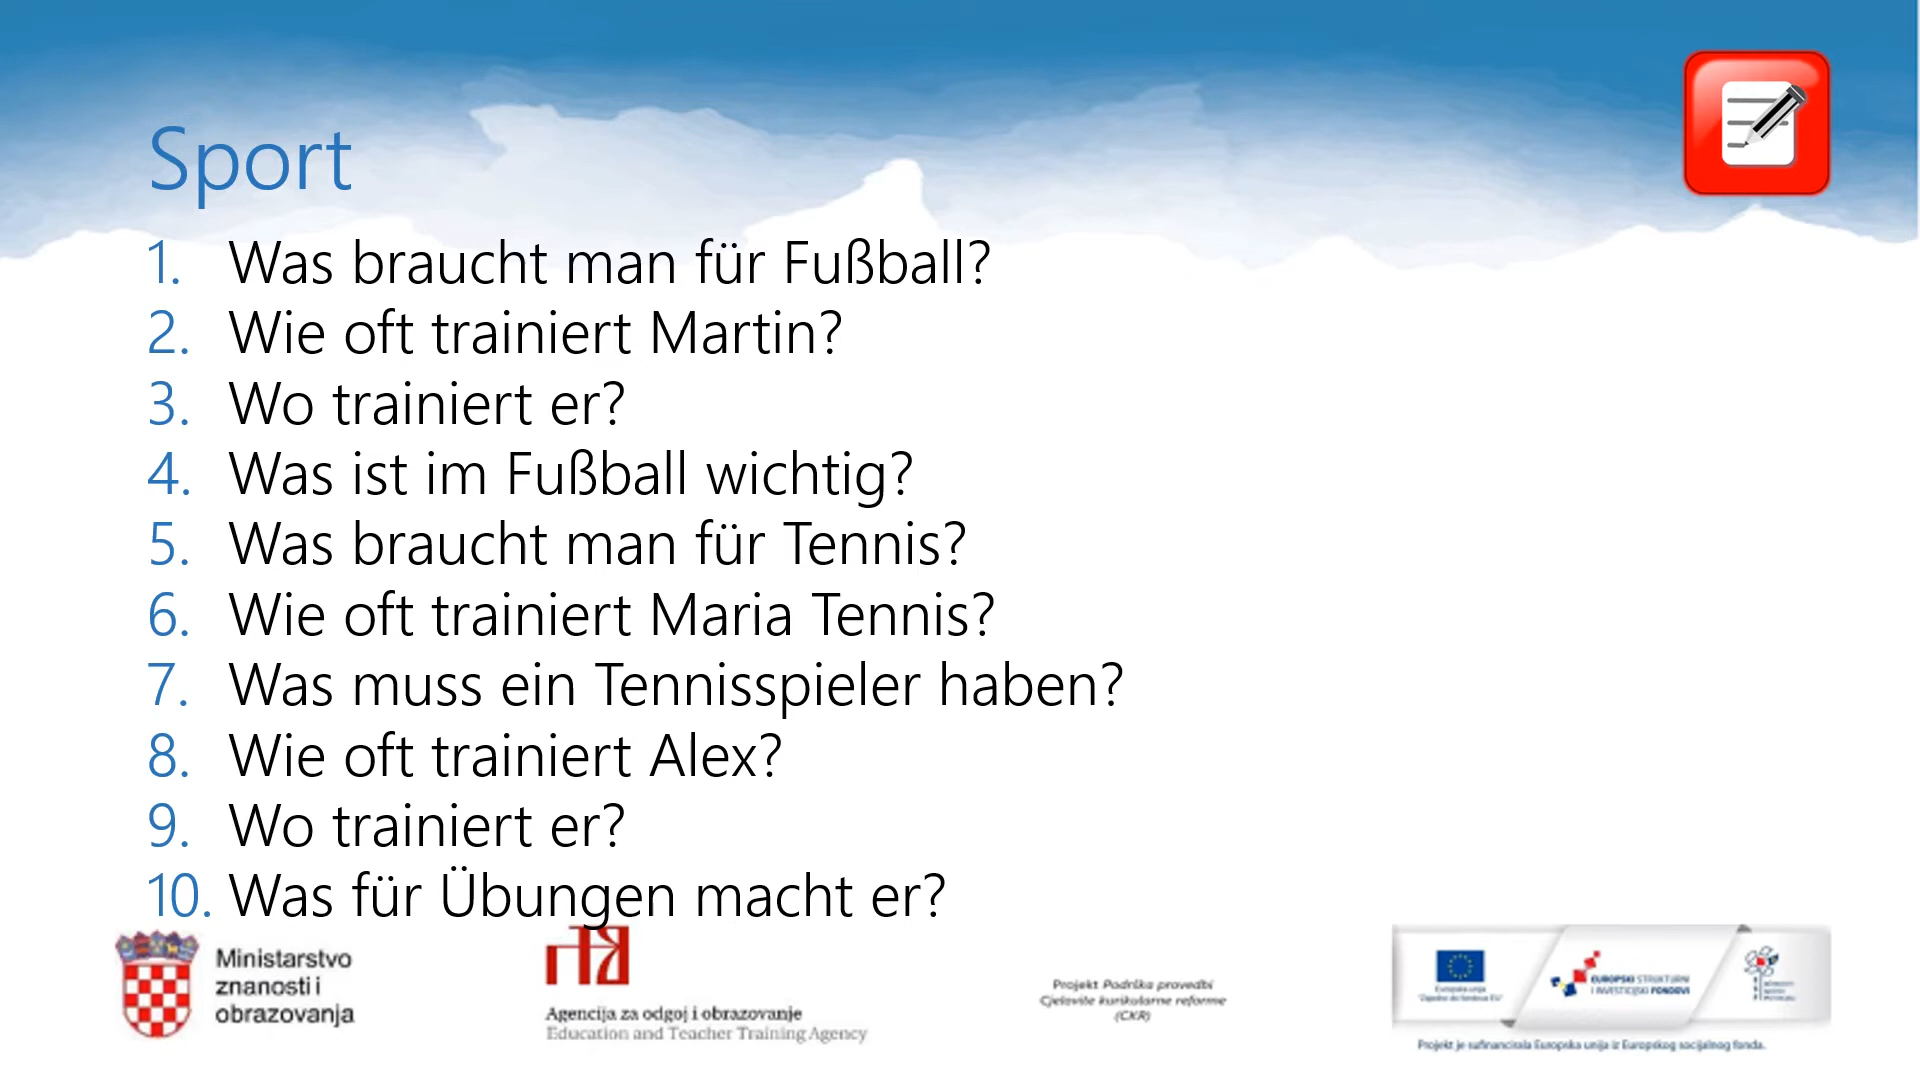 Sport
1. Was braucht man für Fußball?
2. Wie oft trainiert Martin?
3. Wo trainiert er?
4. Was ist im Fußball wichtig?
5. Was braucht man für Tennis?
6. Wie oft trainiert Maria Tennis?
7. Was muss ein Tennisspieler haben?
8. Wie oft trainiert Alex?
9. Wo trainiert er?
10. Was für Übungen macht er?
Ministarstvo
znanosti i
obrazovanja
Agencija za odgoj i obrazovanje
Education and Teacher Training Agency
Projekt Podrška provedbi
Cjelovite kurikularne reforme
(CKR)
Europska unija
EUROPSKI STRUKTURNI
I INVESTICIJSKI FONDOVI
Projekt je sufinancirala Europska unija iz Europskog socijalnog fonda.